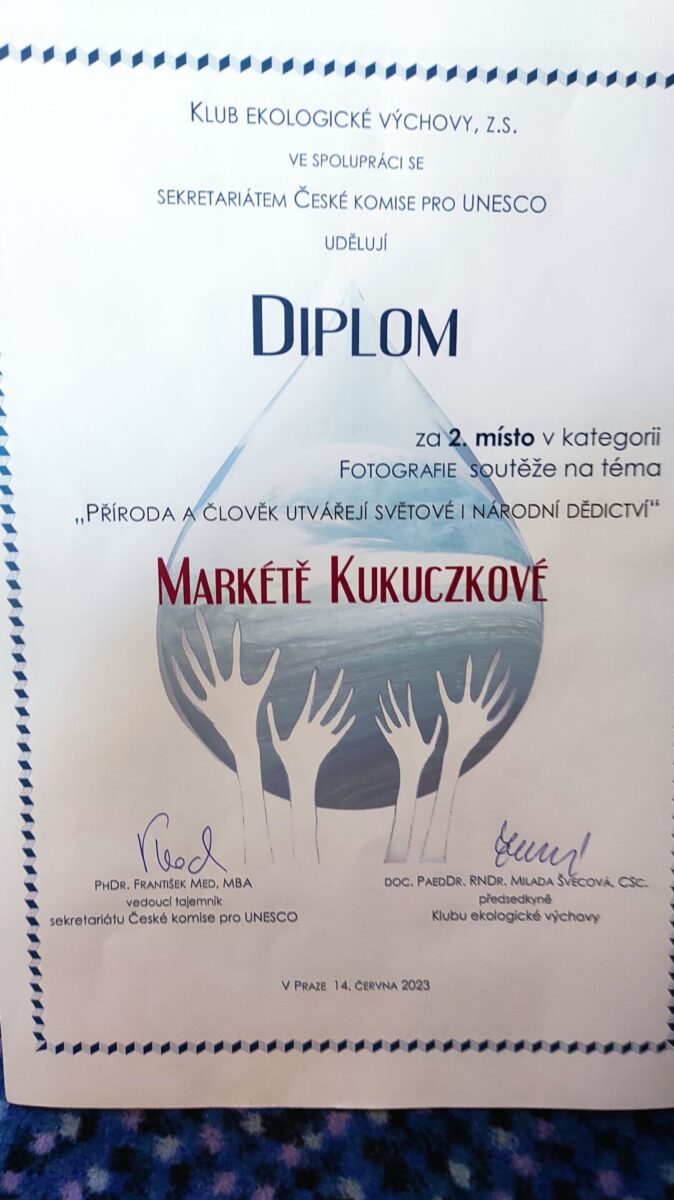 KLUB EKOLOGICKÉ VÝCHOVY, Z.S.
VE SPOLUPRÁCI SE
SEKRETARIÁTEM ČESKÉ KOMISE PRO UNESCO
UDĚLUJÍ
DIPLOM
za 2. místo v kategorii
FOTOGRAFIE soutěže na téma
„PŘÍRODA A ČLOVĚK UTVÁŘEJÍ SVĚTOVÉ I NÁRODNÍ DĚDICTVÍ“
MARKÉTĚ KUKUCZKOVÉ
PHDR. FRANTIŠEK MED, MBA
vedoucí tajemník
sekretariátu České komise pro UNESCO
DOC. PAEDDR. RNDR. MILADA ŠVECOVÁ, CSC.
předsedkyně
Klubu ekologické výchovy
V PRAZE 14. ČERVNA 2023